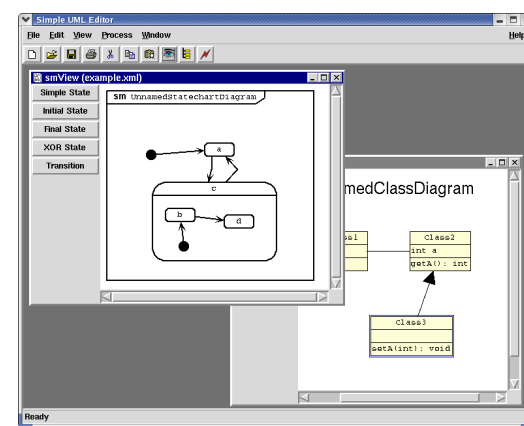 Simple UML Editor
File Edit View Process Window Help
smView (example.xml)
Simple State
Initial State
Final State
XOR State
Transition
sm UnnamedStatechartDiagram
a
c
b
d
medClassDiagram
ss1
Class2
int a
getA(): int
Class3
setA(int): void
Ready